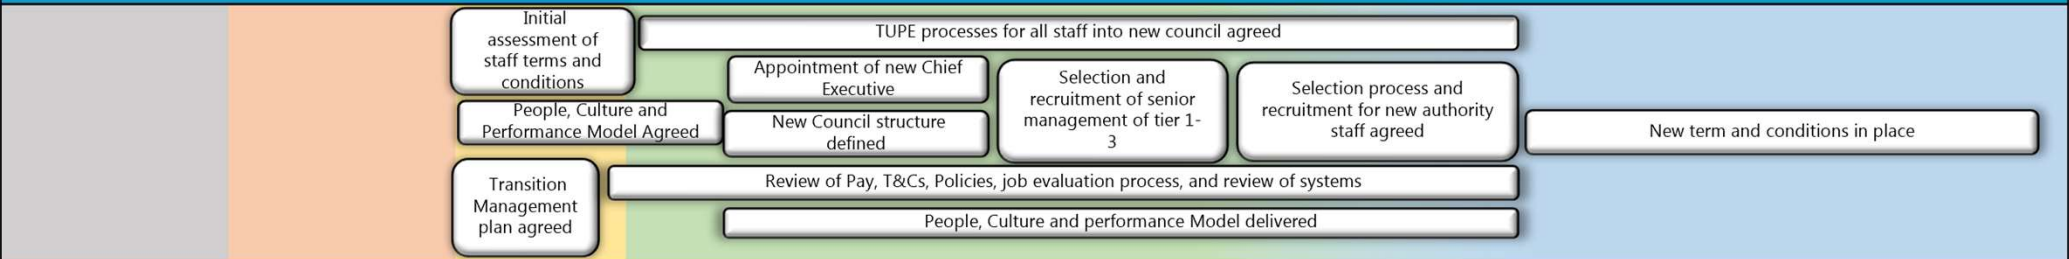 Initial
assessment of
staff terms and
conditions
TUPE processes for all staff into new council agreed
Appointment of new Chief
Executive
Selection and
recruitment of senior
management of tier 1-
3
Selection process and
recruitment for new authority
staff agreed
People, Culture and
Performance Model Agreed
New Council structure
defined
New term and conditions in place
Transition
Management
plan agreed
Review of Pay, T&Cs, Policies, job evaluation process, and review of systems
People, Culture and performance Model delivered